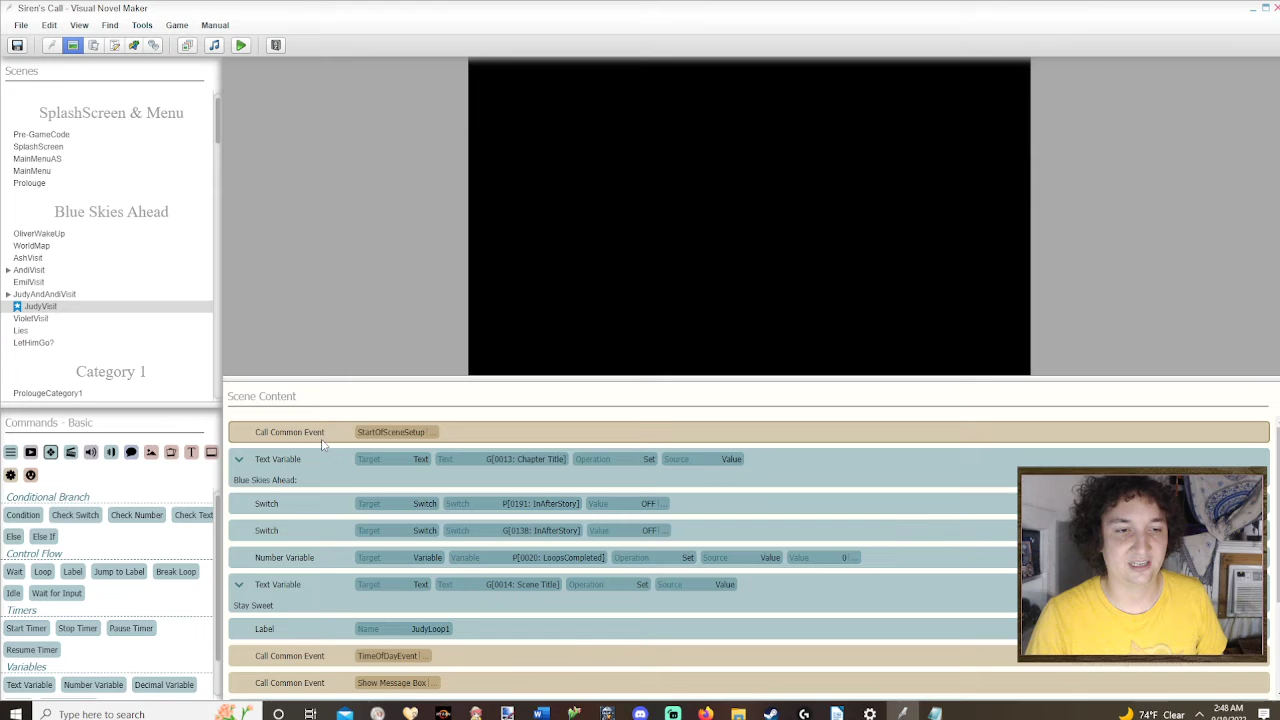 Siren's Call - Visual Novel Maker
File Edit View Find Tools Game Manual
Scenes
SplashScreen & Menu
Pre-GameCode
SplashScreen
MainMenuAS
MainMenu
Prolouge
Blue Skies Ahead
OliverWakeUp
WorldMap
AshVisit
AndiVisit
EmilVisit
JudyAndAndiVisit
JudyVisit
VioletVisit
Lies
LetHimGo?
Category 1
ProlougeCategory1
Commands - Basic
Conditional Branch
Condition Check Switch Check Number Check Text
Else Else If
Control Flow
Wait Loop Label Jump to Label Break Loop
Idle Wait for Input
Timers
Start Timer Stop Timer Pause Timer
Resume Timer
Variables
Text Variable Number Variable Decimal Variable
Scene Content
Call Common Event StartOfSceneSetup ...
Text Variable Target Text Text G[0013: Chapter Title] Operation Set Source Value
Blue Skies Ahead:
Switch Target Switch Switch P[0191: InAfterStory] Value OFF ...
Switch Target Switch Switch G[0138: InAfterStory] Value OFF ...
Number Variable Target Variable Variable P[0020: LoopsCompleted] Operation Set Source Value Value 0 ...
Text Variable Target Text Text G[0014: Scene Title] Operation Set Source Value
Stay Sweet
Label Name JudyLoop1
Call Common Event TimeOfDayEvent ...
Call Common Event Show Message Box ...
Type here to search
74°F Clear
2:48 AM